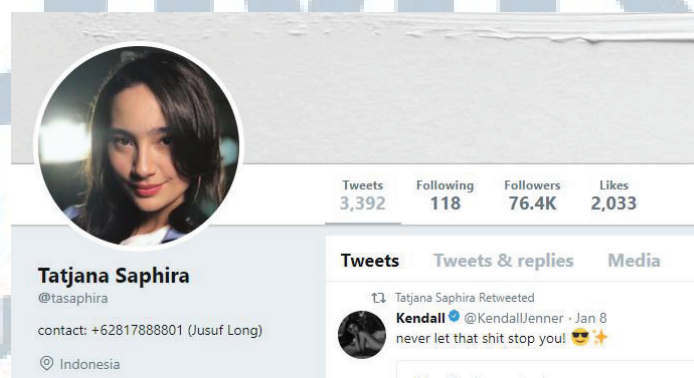 Tweets Following Followers Likes
3,392 118 76.4K 2,033
Tatjana Saphira
@tasaphira
contact: +62817888801 (Jusuf Long)
Indonesia
Tweets Tweets & replies Media
Tatjana Saphira Retweeted
Kendall @KendallJenner · Jan 8
never let that shit stop you! 😎✨